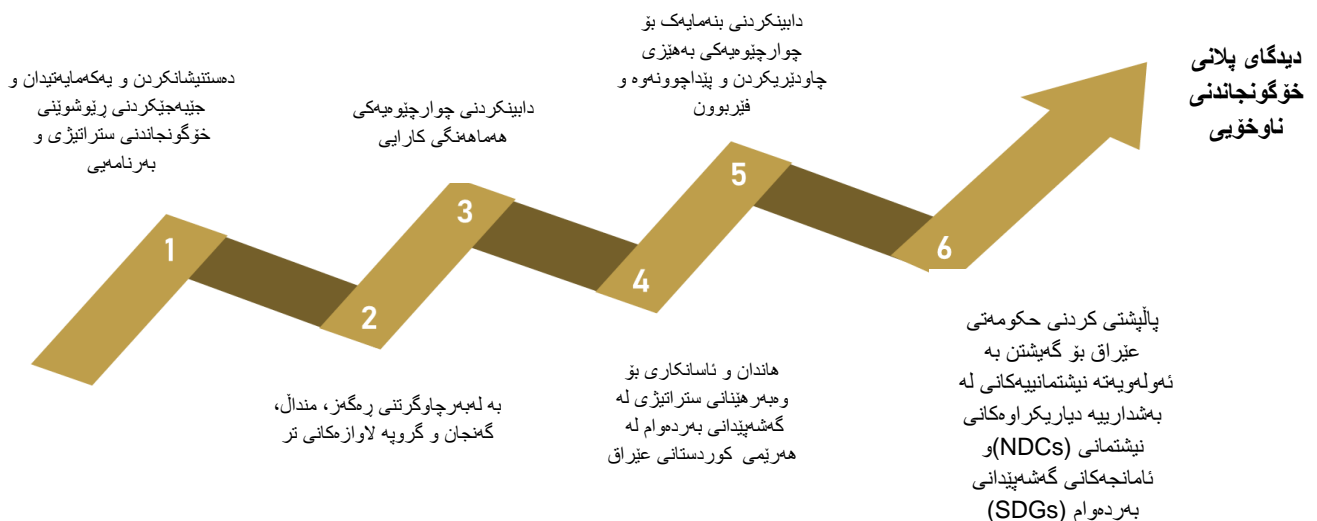 دیدگای پلانی
خۆگونجاندنی
ناوخۆیی
1
دەستنیشانکردن و یەکەمایەتیدان و
جێبەجێکردنی ڕێوشوێنی
خۆگونجاندنی ستراتیژی و
بەرنامەیی
2
بە لەبەرچاوگرتنی ڕەگەز، منداڵ،
گەنجان و گروپە لاوازەکانی تر
3
دابینکردنی چوارچێوەیەکی
هەماهەنگی کارایی
4
هاندان و ئاسانکاری بۆ
وەبەرهێنانی ستراتیژی لە
گەشەپێدانی بەردەوام لە
هەرێمی کوردستانی عێراق
5
دابینکردنی بنەمایەک بۆ
چوارچێوەیەکی بەهێزی
چاودێریکردن و پێداچوونەوە و
فێربوون
6
پاڵپشتی کردنی حکومەتی
عێراق بۆ گەیشتن بە
ئەولەویەتە نیشتمانییەکانی لە
بەشدارییە دیاریکراوەکانی
نیشتمانی (NDCs)و
ئامانجەکانی گەشەپێدانی
بەردەوام (SDGs)